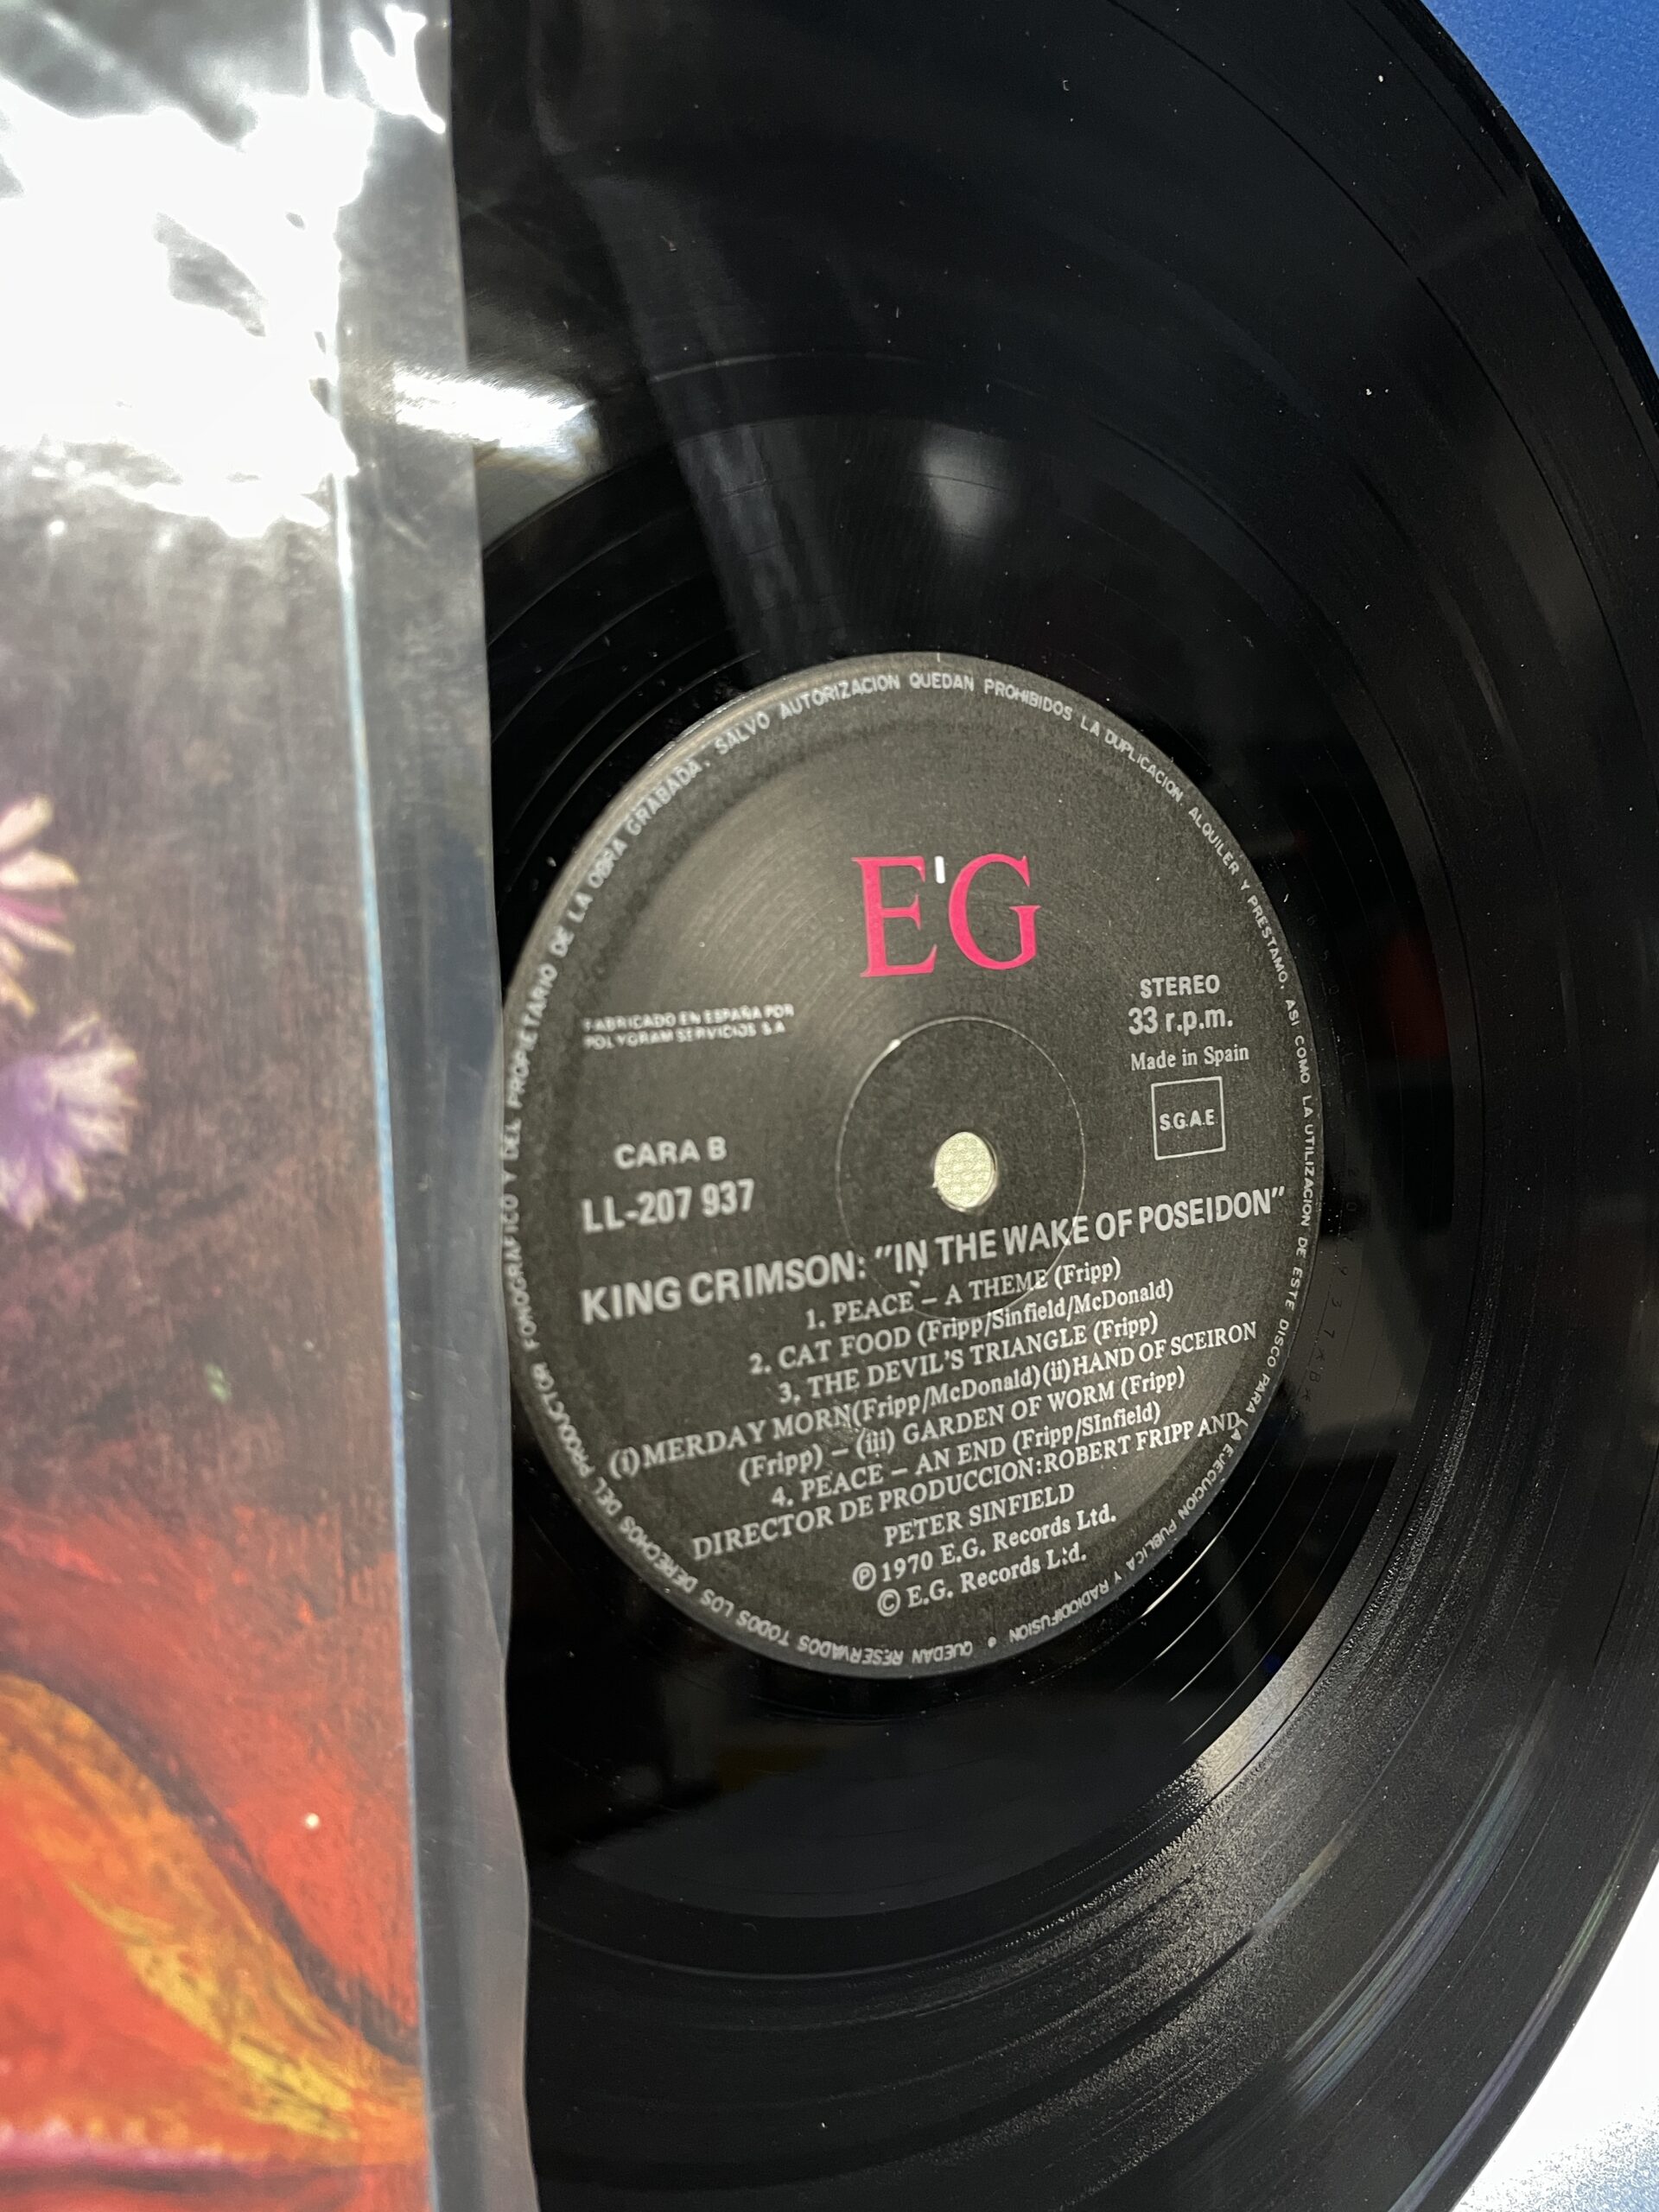 QUEDAN RESERVADOS TODOS LOS DERECHOS DEL PRODUCTOR FONOGRAFICO Y DEL PROPIETARIO DE LA OBRA GRABADA. SALVO AUTORIZACION QUEDAN PROHIBIDOS LA DUPLICACION ALQUILER Y PRESTAMO, ASI COMO LA UTILIZACION DE ESTE DISCO PARA LA EJECUCION PUBLICA Y RADIODIFUSION •
E'G
FABRICADO EN ESPAÑA POR
POLYGRAM SERVICIOS S.A
STEREO
33 r.p.m.
Made in Spain
S.G.A.E
CARA B
LL-207 937
KING CRIMSON: "IN THE WAKE OF POSEIDON"
1. PEACE – A THEME (Fripp)
2. CAT FOOD (Fripp/Sinfield/McDonald)
3, THE DEVIL'S TRIANGLE (Fripp)
(i)MERDAY MORN(Fripp/McDonald)(ii)HAND OF SCEIRON
(Fripp) – (iii) GARDEN OF WORM (Fripp)
4. PEACE – AN END (Fripp/SInfield)
DIRECTOR DE PRODUCCION:ROBERT FRIPP AND
PETER SINFIELD
℗ 1970 E.G. Records Ltd.
© E.G. Records Ltd.